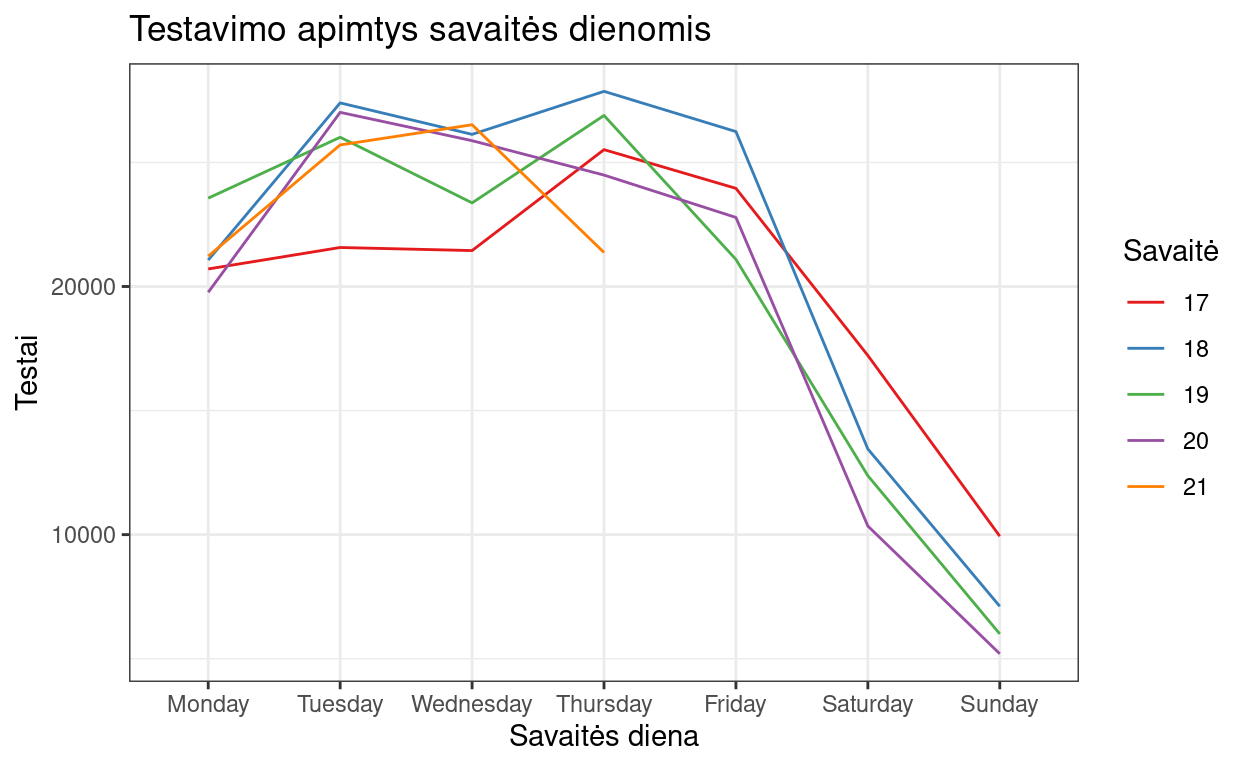 Testavimo apimtys savaitės dienomis
Testai
20000
10000
Monday Tuesday Wednesday Thursday Friday Saturday Sunday
Savaitės diena
Savaitė
17
18
19
20
21